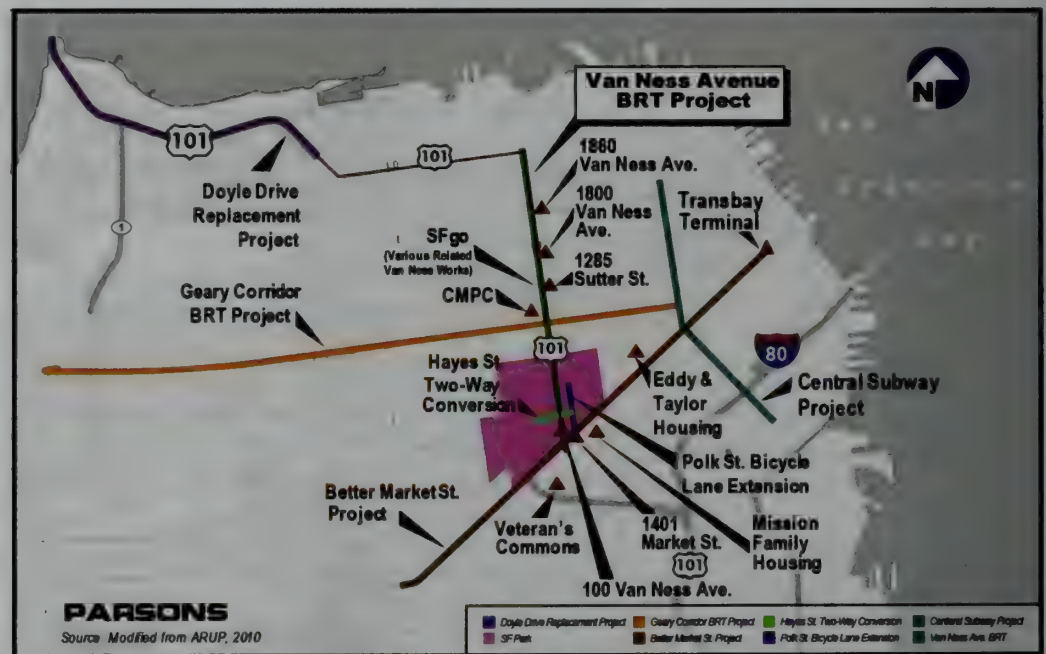 Van Ness Avenue
BRT Project
N
101
101
1860
Van Ness Ave.
1800
Van Ness
Ave.
Transbay
Terminal
Doyle Drive
Replacement
Project
1
SFgo
(Various Related
Van Ness Works)
1285
Sutter St.
CMPC
Geary Corridor
BRT Project
101
80
Hayes St
Two-Way
Conversion
Eddy &
Taylor
Housing
Central Subway
Project
Polk St. Bicycle
Lane Extension
Better Market St.
Project
Veteran's
Commons
1401
Market St.
101
Mission
Family
Housing
100 Van Ness Ave.
PARSONS
Source Modified from ARUP, 2010
Doyle Drive Replacement Project
Geary Corridor BRT Project
Hayes St. Two-Way Conversion
Central Subway Project
SF Park
Better Market St. Project
Polk St. Bicycle Lane Extension
Van Ness Ave. BRT